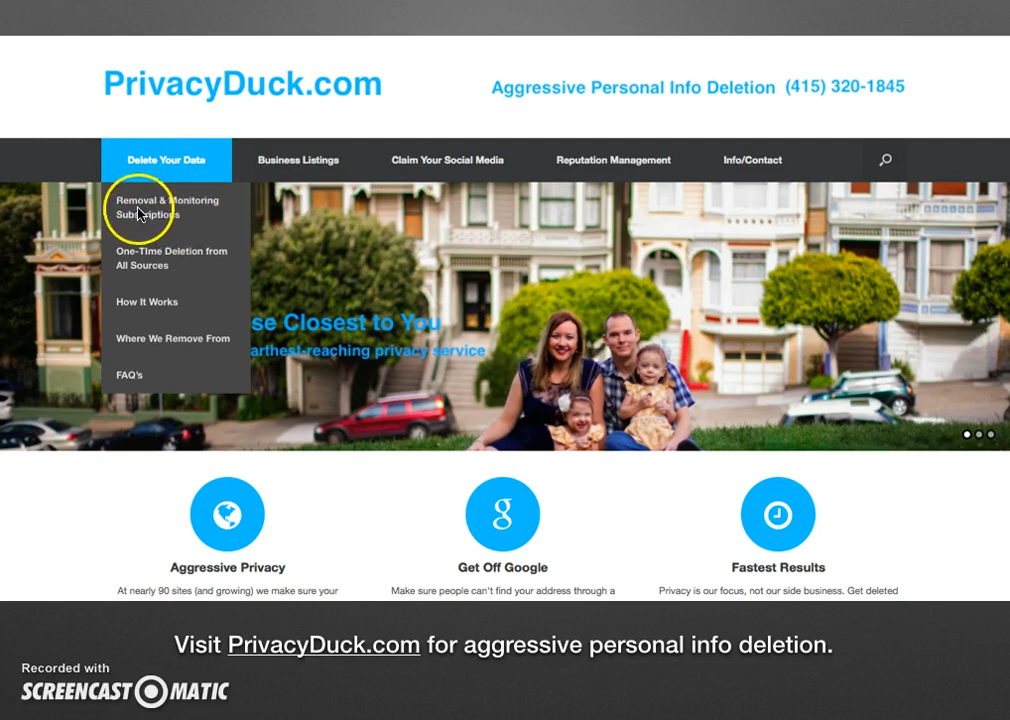 PrivacyDuck.com
Aggressive Personal Info Deletion (415) 320-1845
Delete Your Data
Business Listings
Claim Your Social Media
Reputation Management
Info/Contact
Removal & Monitoring
Subscriptions
One-TIme Deletion from
All Sources
How It Works
Where We Remove From
FAQ's
se Closest to You
arthest-reaching privacy service
g
Aggressive Privacy
Get Off Google
Fastest Results
At nearly 90 sites (and growing) we make sure your
Make sure people can't find your address through a
Privacy is our focus, not our side business. Get deleted
Visit PrivacyDuck.com for aggressive personal info deletion.
Recorded with
SCREENCAST MATIC